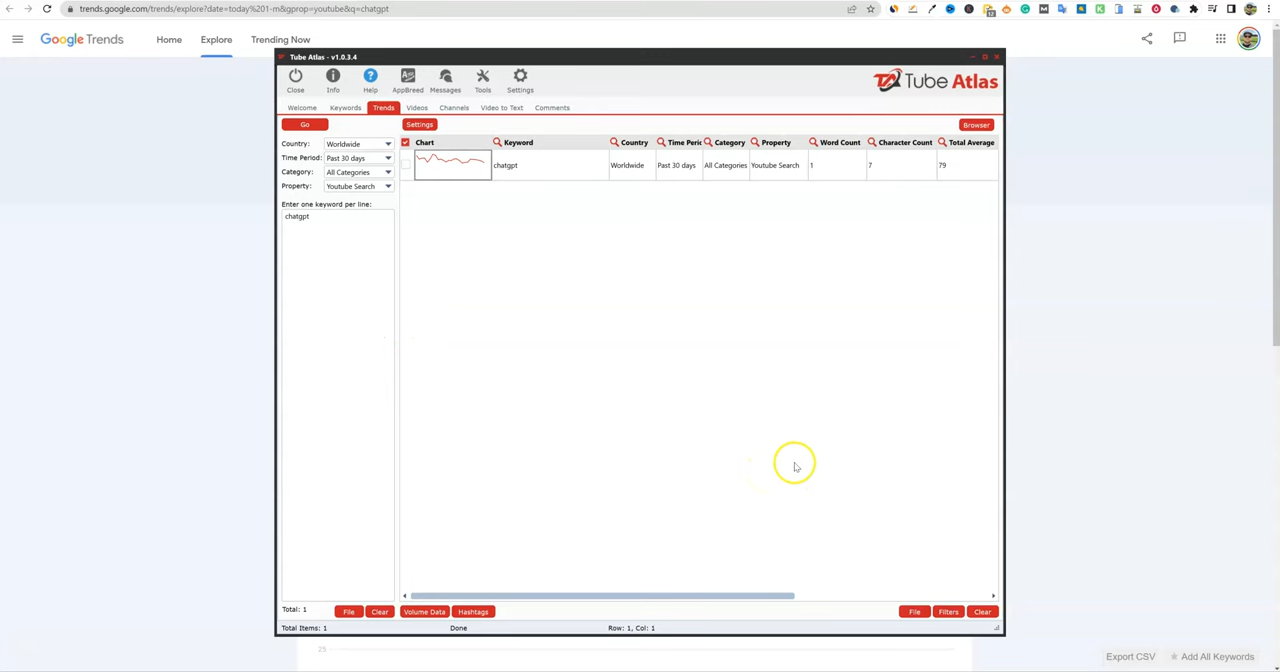 trends.google.com/trends/explore?date=today%201-m&gprop=youtube&q=chatgpt
Google Trends
Home
Explore
Trending Now
Tube Atlas - v1.0.3.4
Close
Info
Help
AppBreed
Messages
Tools
Settings
Tube Atlas
Welcome
Keywords
Trends
Videos
Channels
Video to Text
Comments
Go
Settings
Browser
Country:
Worldwide
Time Period:
Past 30 days
Category:
All Categories
Property:
Youtube Search
Enter one keyword per line:
chatgpt
Chart
Keyword
Country
Time Peric
Category
Property
Word Count
Character Count
Total Average
chatgpt
Worldwide
Past 30 days
All Categories
Youtube Search
1
7
79
Total: 1
File
Clear
Volume Data
Hashtags
File
Filters
Clear
Total Items: 1
Done
Row: 1, Col: 1
25
Export CSV
Add All Keywords